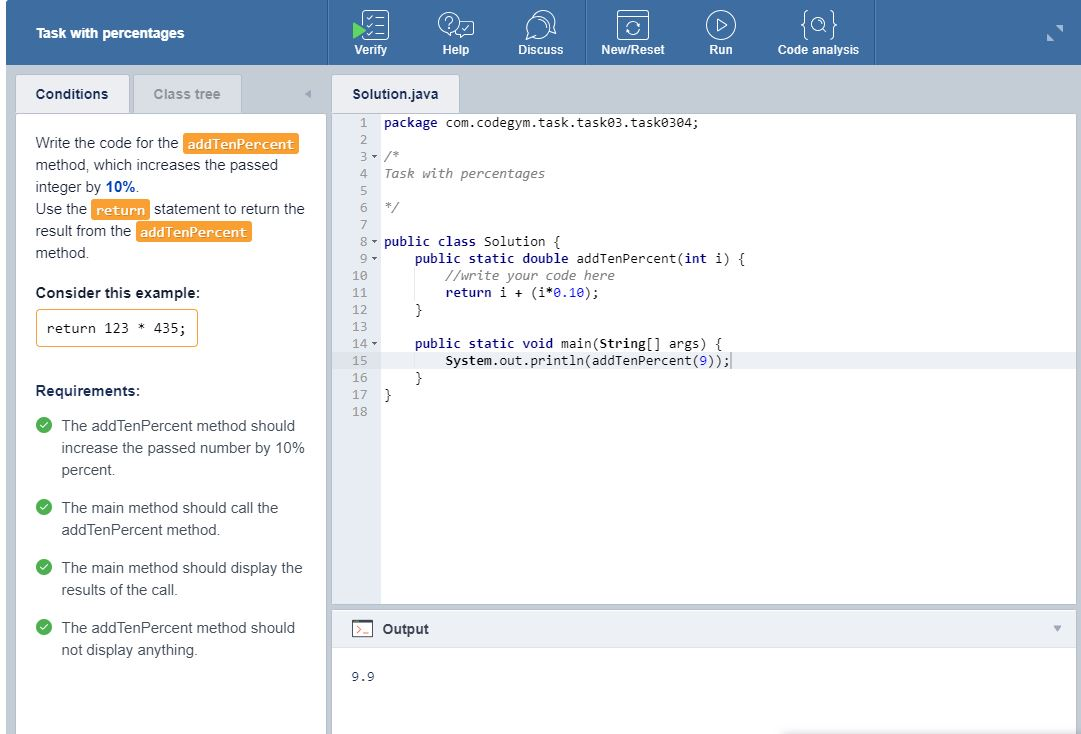 Task with percentages
Verify
Help
Discuss
New/Reset
Run
Code analysis
Conditions
Class tree
Write the code for the addTenPercent
method, which increases the passed
integer by 10%.
Use the return statement to return the
result from the addTenPercent
method.
Consider this example:
return 123 * 435;
Requirements:
The addTenPercent method should
increase the passed number by 10%
percent.
The main method should call the
addTenPercent method.
The main method should display the
results of the call.
The addTenPercent method should
not display anything.
Solution.java
1 package com.codegym.task.task03.task0304;
2
3 /*
4 Task with percentages
5
6 */
7
8 public class Solution {
9     public static double addTenPercent(int i) {
10         //write your code here
11         return i + (i*0.10);
12     }
13
14     public static void main(String[] args) {
15         System.out.println(addTenPercent(9));
16     }
17 }
18
>_ Output
9.9